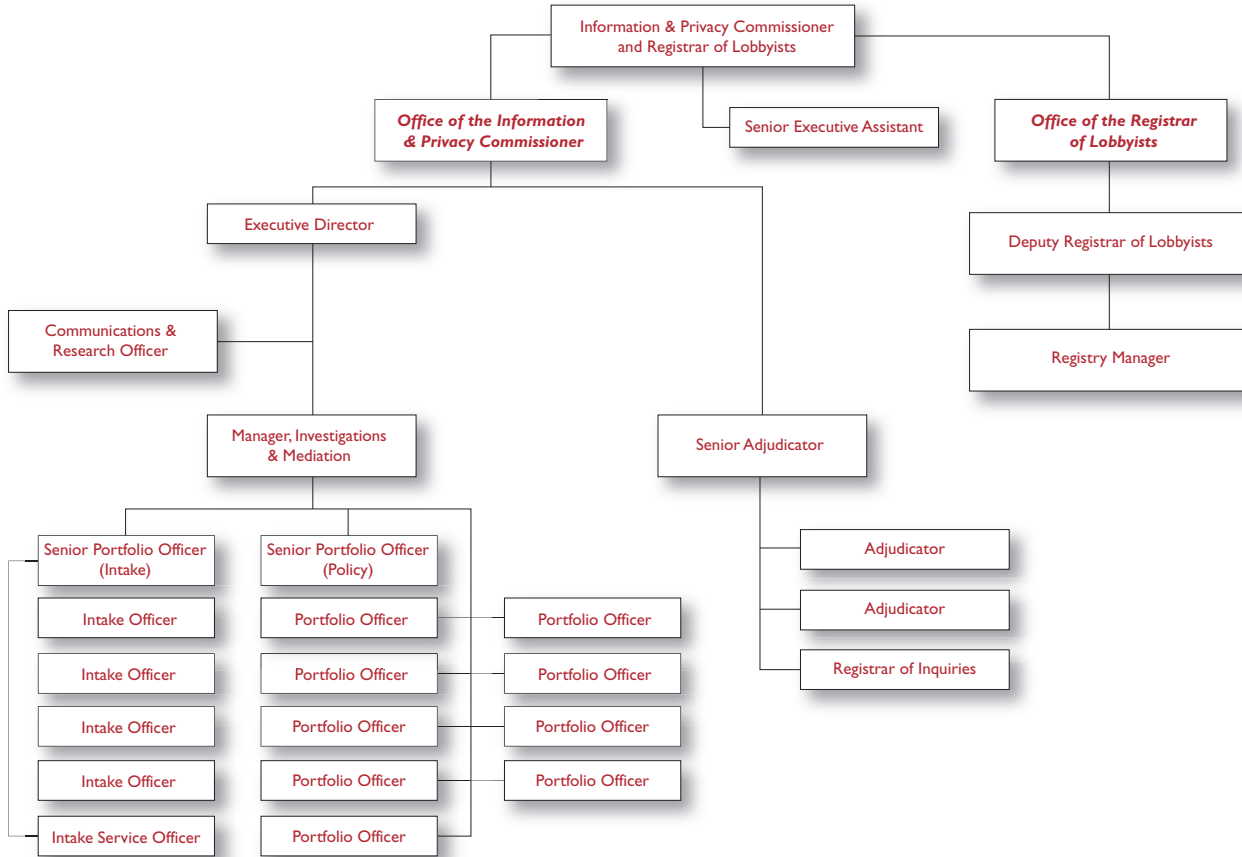 Information & Privacy Commissioner
and Registrar of Lobbyists
Office of the Information
& Privacy Commissioner
Senior Executive Assistant
Office of the Registrar
of Lobbyists
Executive Director
Deputy Registrar of Lobbyists
Communications &
Research Officer
Registry Manager
Manager, Investigations
& Mediation
Senior Adjudicator
Senior Portfolio Officer
(Intake)
Senior Portfolio Officer
(Policy)
Adjudicator
Intake Officer
Portfolio Officer
Portfolio Officer
Adjudicator
Intake Officer
Portfolio Officer
Portfolio Officer
Registrar of Inquiries
Intake Officer
Portfolio Officer
Portfolio Officer
Intake Officer
Portfolio Officer
Portfolio Officer
Intake Service Officer
Portfolio Officer